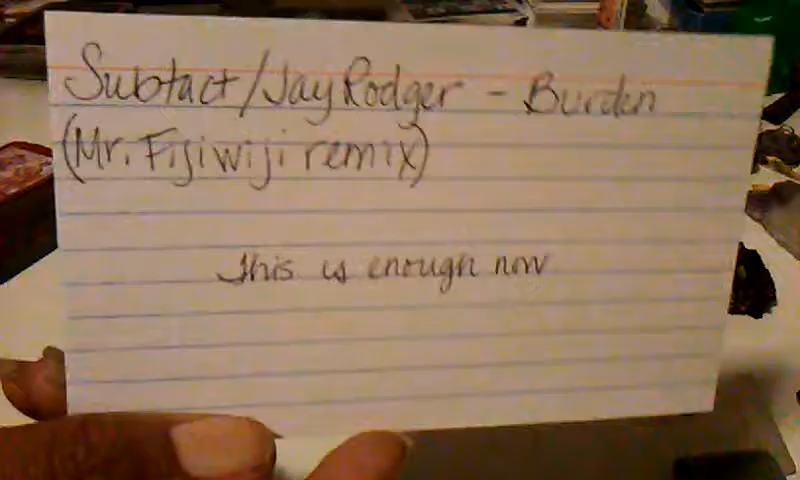 Subtact/Jay Rodger - Burden
(Mr. Fijiwiji remix)
This is enough now